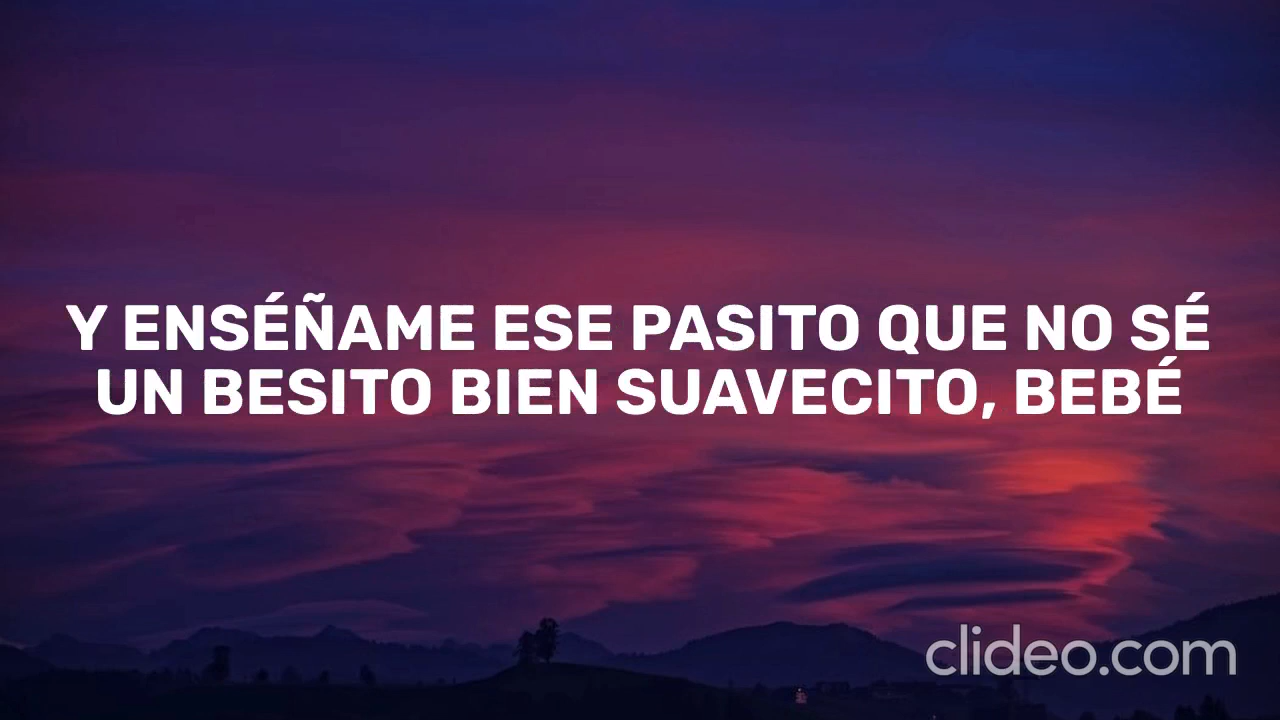 Y ENSÉÑAME ESE PASITO QUE NO SÉ
UN BESITO BIEN SUAVECITO, BEBÉ
clideo.com